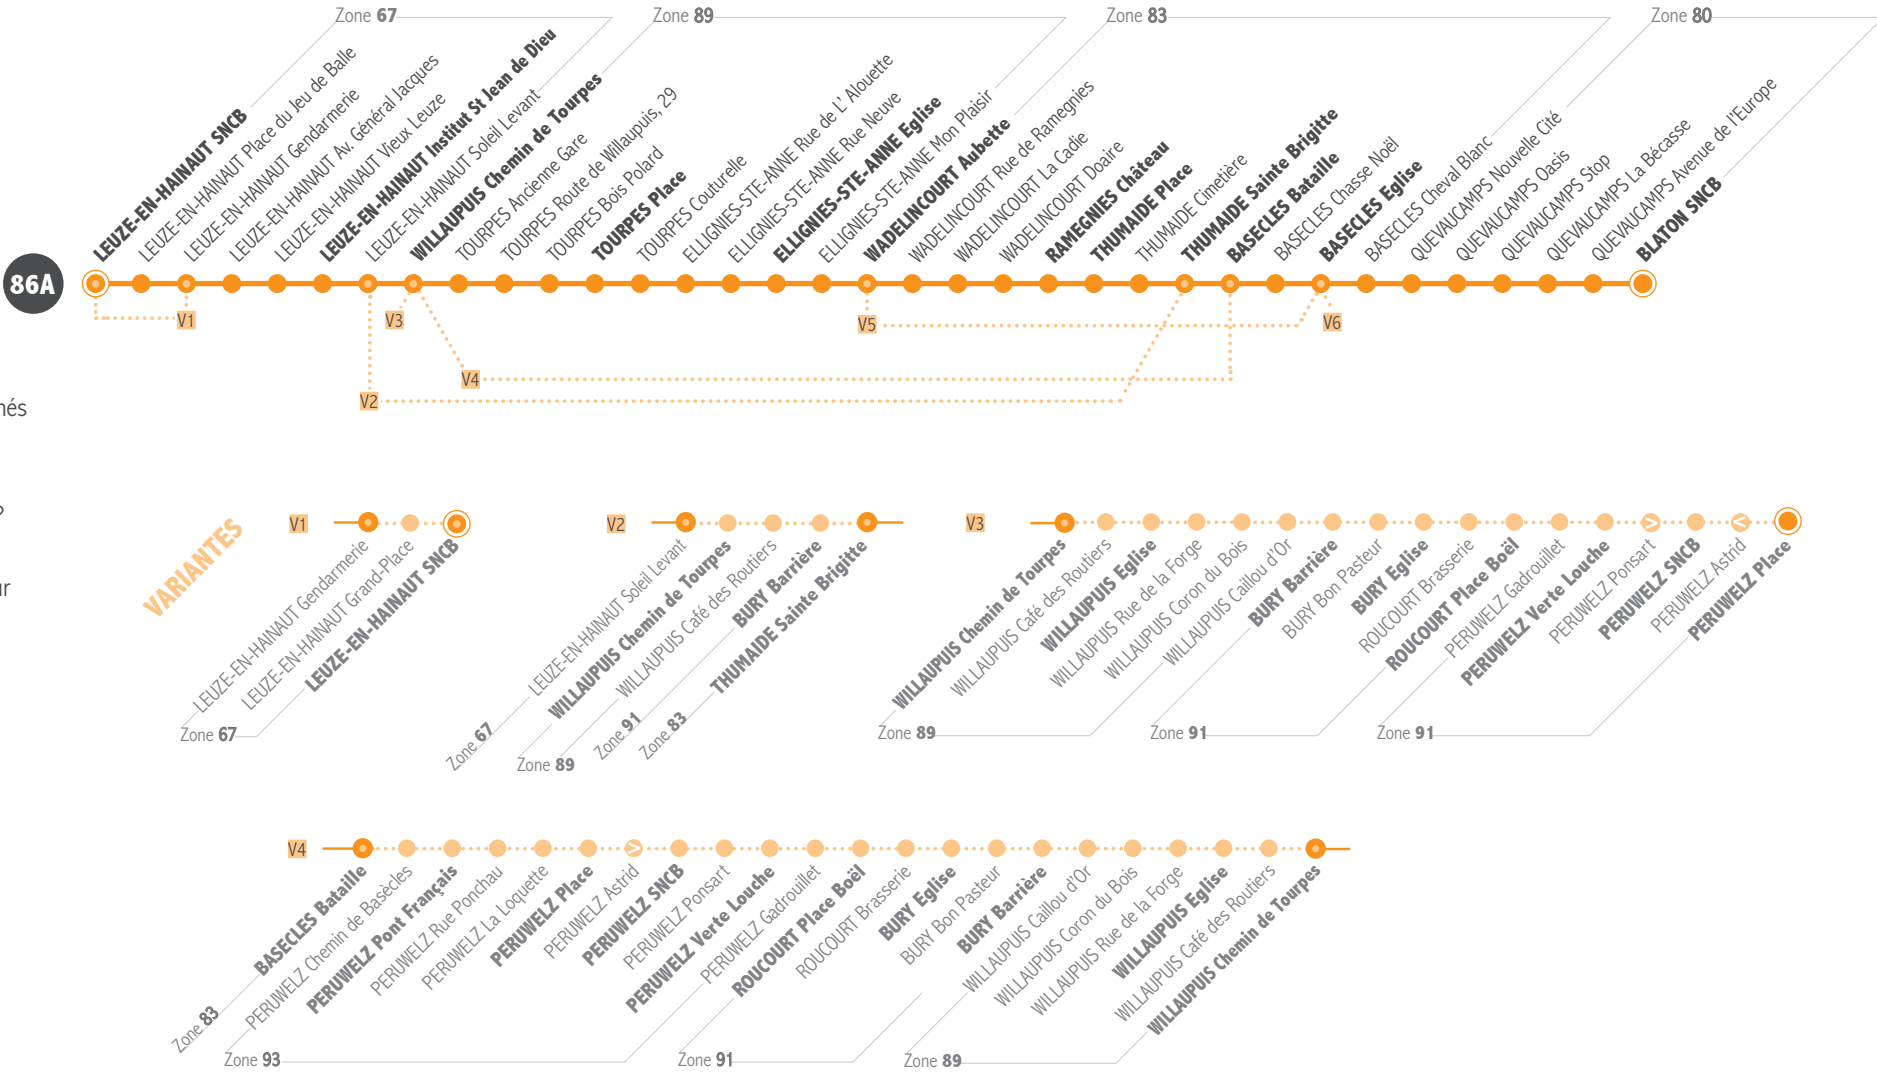 Zone 67
Zone 89
Zone 83
Zone 80
86A
LEUZE-EN-HAINAUT SNCB
LEUZE-EN-HAINAUT Place du Jeu de Balle
LEUZE-EN-HAINAUT Gendarmerie
LEUZE-EN-HAINAUT Av. Général Jacques
LEUZE-EN-HAINAUT Vieux Leuze
LEUZE-EN-HAINAUT Institut St Jean de Dieu
LEUZE-EN-HAINAUT Soleil Levant
WILLAUPUIS Chemin de Tourpes
TOURPES Ancienne Gare
TOURPES Route de Willaupuis, 29
TOURPES Bois Polard
TOURPES Place
TOURPES Couturelle
ELLIGNIES-STE-ANNE Rue de L' Alouette
ELLIGNIES-STE-ANNE Rue Neuve
ELLIGNIES-STE-ANNE Eglise
ELLIGNIES-STE-ANNE Mon Plaisir
WADELINCOURT Aubette
WADELINCOURT Rue de Ramegnies
WADELINCOURT La Cadie
WADELINCOURT Doaire
RAMEGNIES Château
THUMAIDE Place
THUMAIDE Cimetière
THUMAIDE Sainte Brigitte
BASECLES Bataille
BASECLES Chasse Noël
BASECLES Eglise
BASECLES Cheval Blanc
QUEVAUCAMPS Nouvelle Cité
QUEVAUCAMPS Oasis
QUEVAUCAMPS Stop
QUEVAUCAMPS La Bécasse
QUEVAUCAMPS Avenue de l'Europe
BLATON SNCB
V1
V3
V5
V6
V4
V2
nés
?
ur
VARIANTES
V1
LEUZE-EN-HAINAUT Gendarmerie
LEUZE-EN-HAINAUT Grand-Place
LEUZE-EN-HAINAUT SNCB
Zone 67
V2
LEUZE-EN-HAINAUT Soleil Levant
WILLAUPUIS Chemin de Tourpes
WILLAUPUIS Café des Routiers
BURY Barrière
THUMAIDE Sainte Brigitte
Zone 67
Zone 89
Zone 91
Zone 83
V3
WILLAUPUIS Chemin de Tourpes
WILLAUPUIS Café des Routiers
WILLAUPUIS Eglise
WILLAUPUIS Rue de la Forge
WILLAUPUIS Coron du Bois
WILLAUPUIS Caillou d'Or
BURY Barrière
BURY Bon Pasteur
BURY Eglise
ROUCOURT Brasserie
ROUCOURT Place Boël
PERUWELZ Gadrouillet
PERUWELZ Verte Louche
PERUWELZ Ponsart
PERUWELZ SNCB
PERUWELZ Astrid
PERUWELZ Place
Zone 89
Zone 91
Zone 91
V4
BASECLES Bataille
PERUWELZ Chemin de Basècles
PERUWELZ Pont Français
PERUWELZ Rue Ponchau
PERUWELZ La Loquette
PERUWELZ Place
PERUWELZ Astrid
PERUWELZ SNCB
PERUWELZ Ponsart
PERUWELZ Verte Louche
PERUWELZ Gadrouillet
ROUCOURT Place Boël
ROUCOURT Brasserie
BURY Eglise
BURY Bon Pasteur
BURY Barrière
WILLAUPUIS Caillou d'Or
WILLAUPUIS Coron du Bois
WILLAUPUIS Rue de la Forge
WILLAUPUIS Eglise
WILLAUPUIS Café des Routiers
WILLAUPUIS Chemin de Tourpes
Zone 83
Zone 93
Zone 91
Zone 89